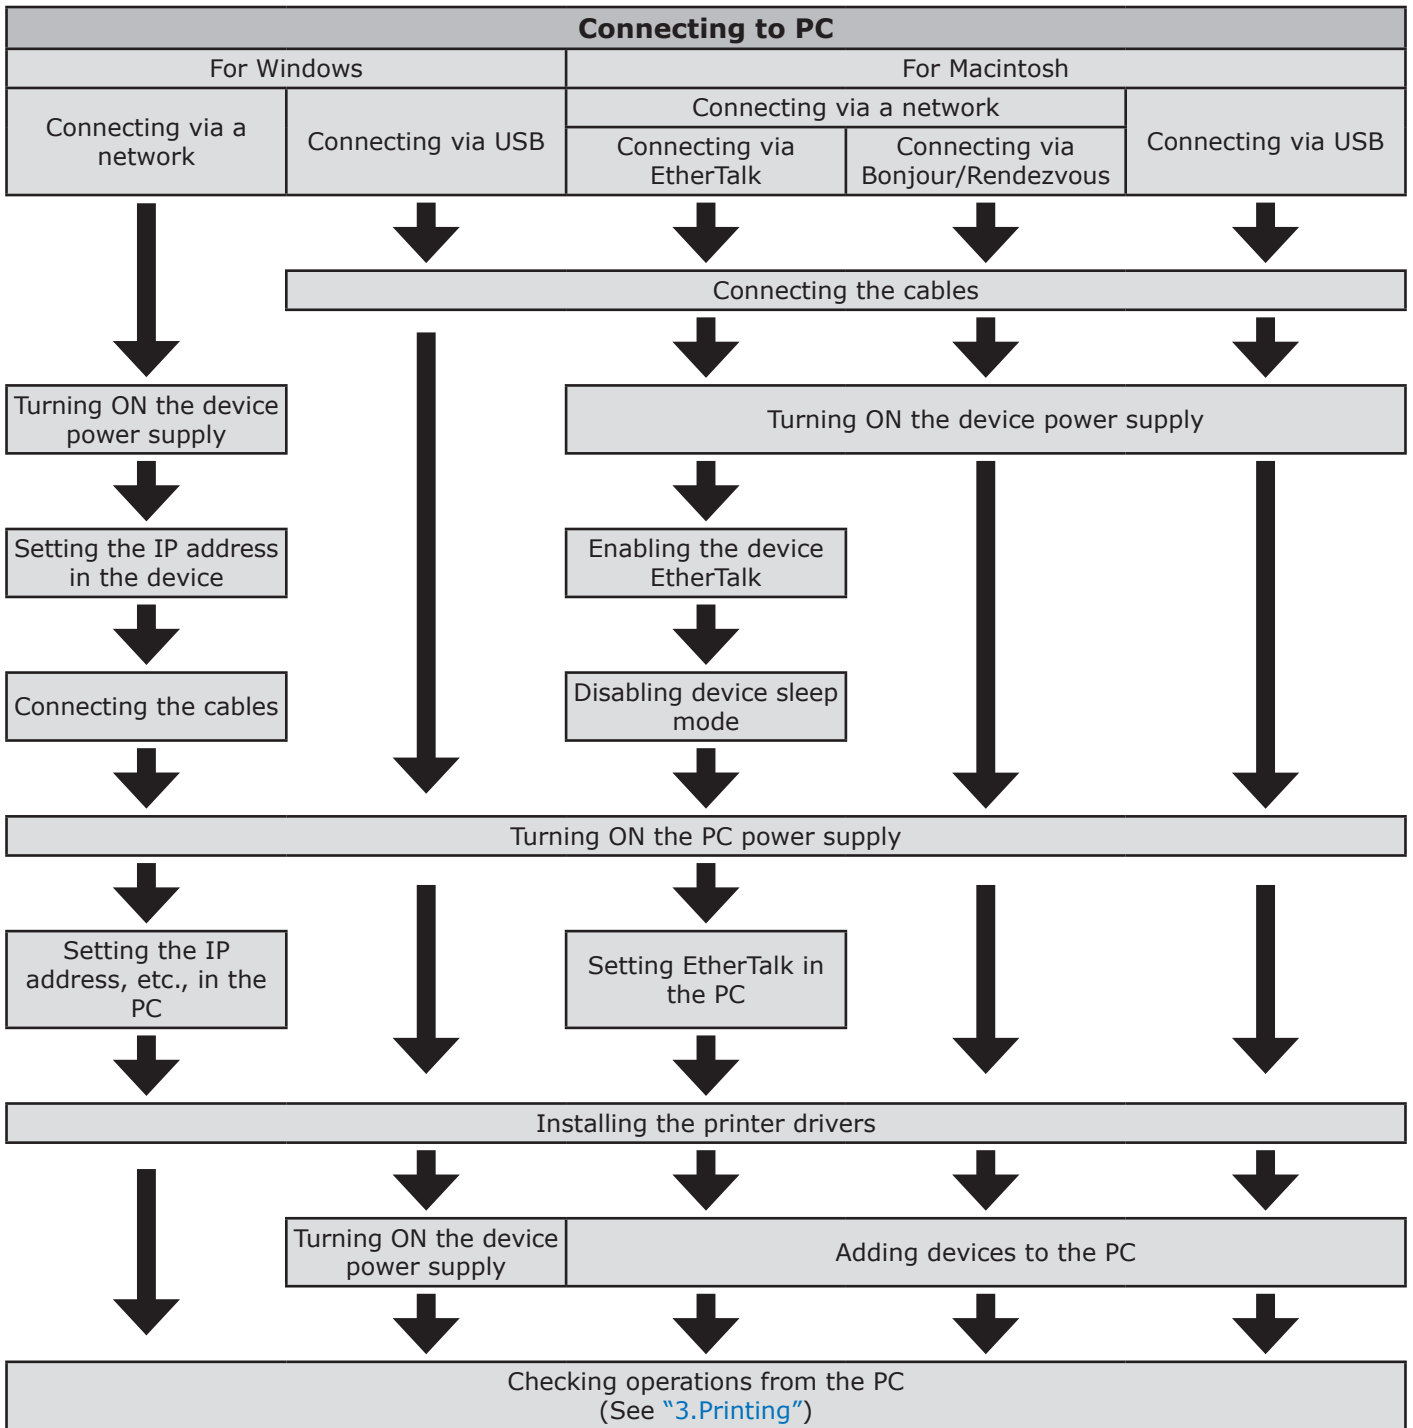 Connecting to PC
For Windows
For Macintosh
Connecting via a
network
Connecting via USB
Connecting via a network
Connecting via
EtherTalk
Connecting via
Bonjour/Rendezvous
Connecting via USB
Connecting the cables
Turning ON the device
power supply
Turning ON the device power supply
Setting the IP address
in the device
Enabling the device
EtherTalk
Connecting the cables
Disabling device sleep
mode
Turning ON the PC power supply
Setting the IP
address, etc., in the
PC
Setting EtherTalk in
the PC
Installing the printer drivers
Turning ON the device
power supply
Adding devices to the PC
Checking operations from the PC
(See “3.Printing”)